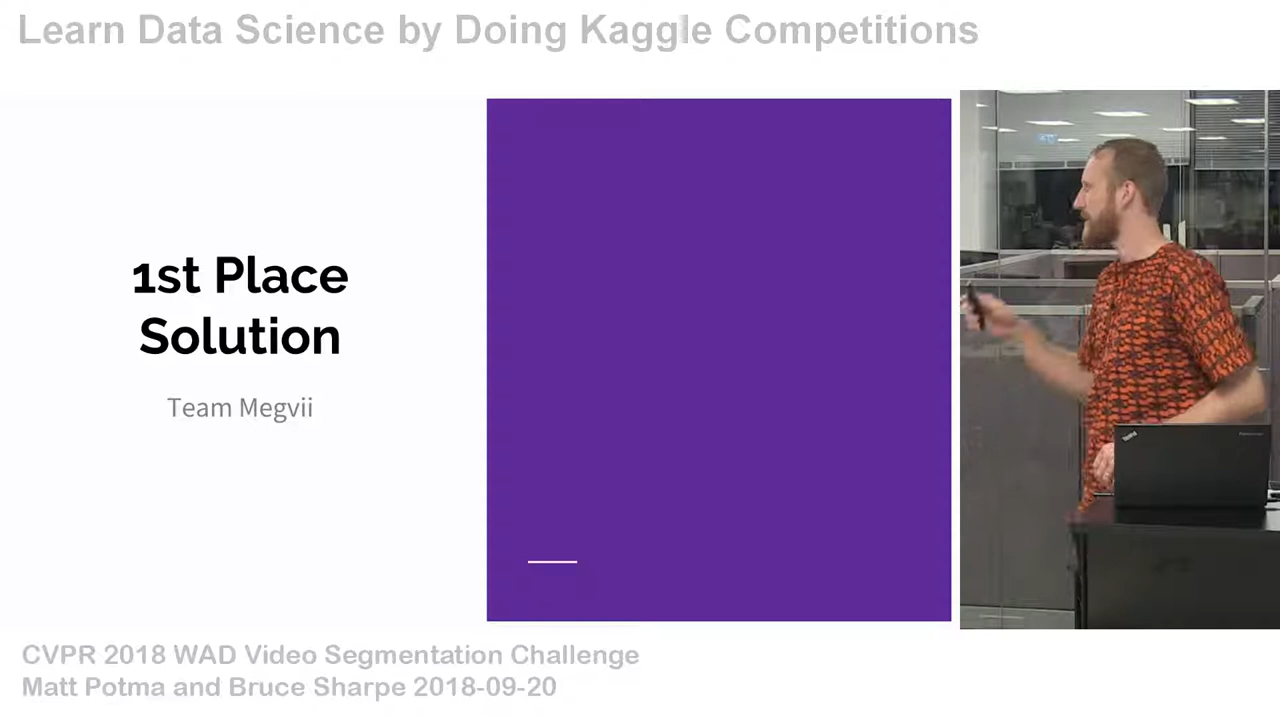 Learn Data Science by Doing Kaggle Competitions
1st Place
Solution
Team Megvii
ThinkPad
CVPR 2018 WAD Video Segmentation Challenge
Matt Potma and Bruce Sharpe 2018-09-20